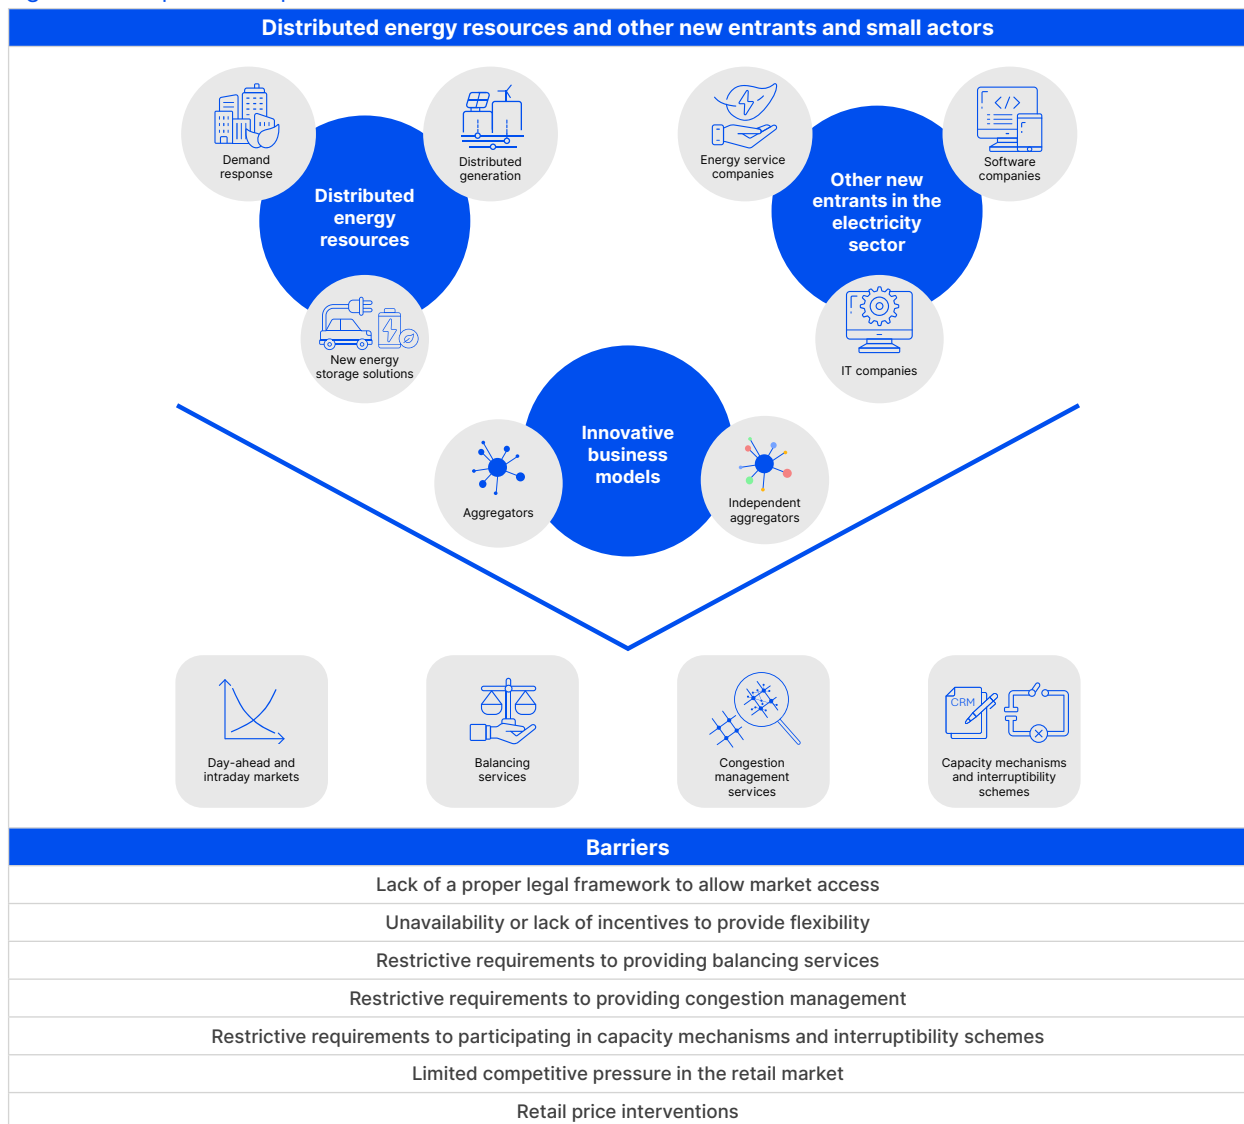 Distributed energy resources and other new entrants and small actors
Demand
response
Distributed
generation
Distributed
energy
resources
New energy
storage solutions
Energy service
companies
Software
companies
Other new
entrants in the
electricity
sector
IT companies
Innovative
business
models
Aggregators
Independent
aggregators
Day-ahead and
intraday markets
Balancing
services
Congestion
management
services
CRM
Capacity mechanisms
and interruptibility
schemes
Barriers
Lack of a proper legal framework to allow market access
Unavailability or lack of incentives to provide flexibility
Restrictive requirements to providing balancing services
Restrictive requirements to providing congestion management
Restrictive requirements to participating in capacity mechanisms and interruptibility schemes
Limited competitive pressure in the retail market
Retail price interventions